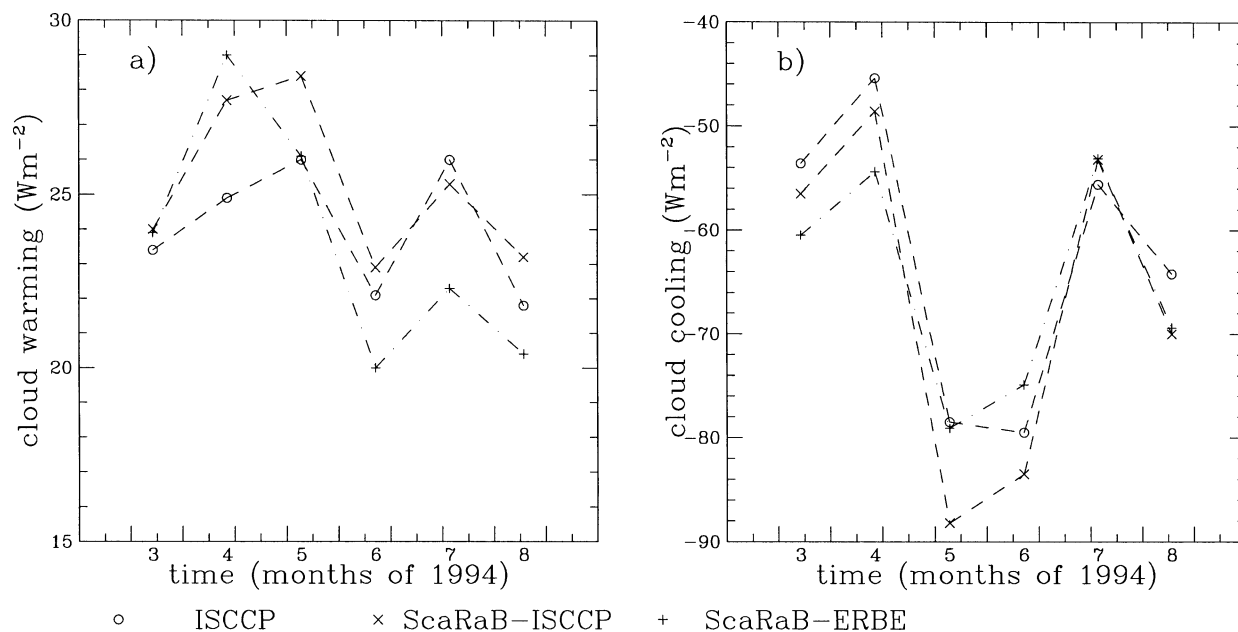 a)
30
25
20
15
cloud warming (Wm−2)
3 4 5 6 7 8
time (months of 1994)
b)
−40
−50
−60
−70
−80
−90
cloud cooling (Wm−2)
3 4 5 6 7 8
time (months of 1994)
ISCCP
ScaRaB−ISCCP
ScaRaB−ERBE